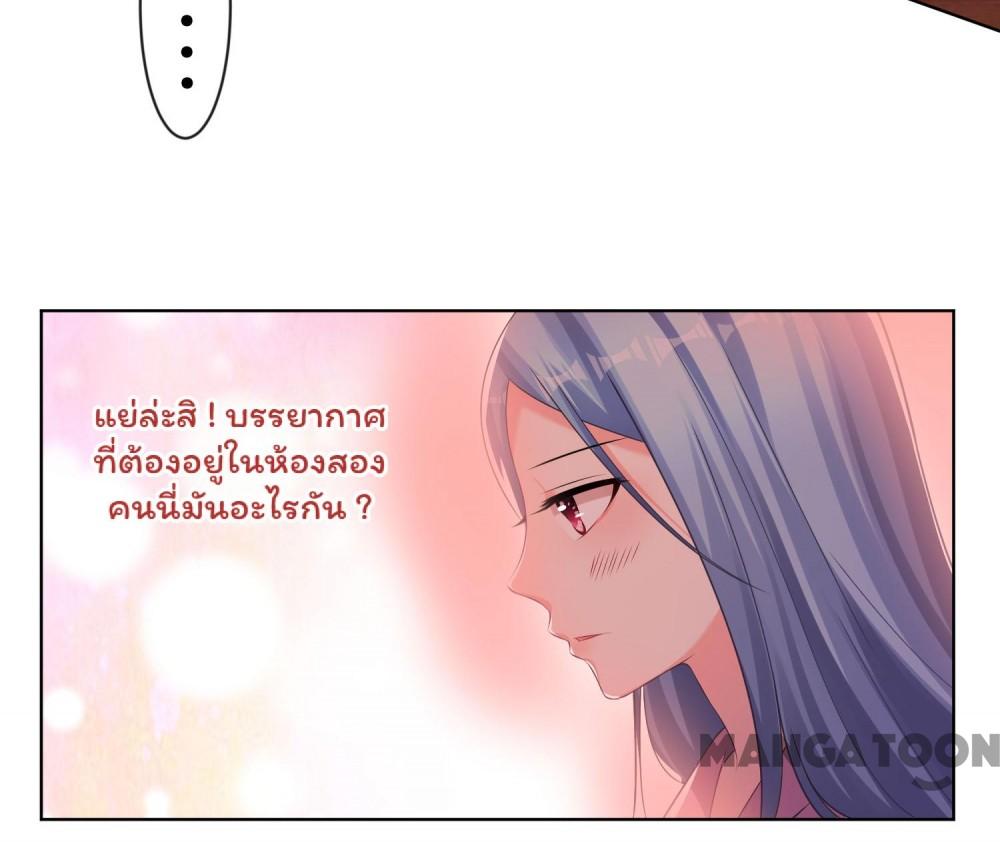 ...
แย่ล่ะสิ ! บรรยากาศ
ที่ต้องอยู่ในห้องสอง
คนนี่มันอะไรกัน ?
MANGATOON